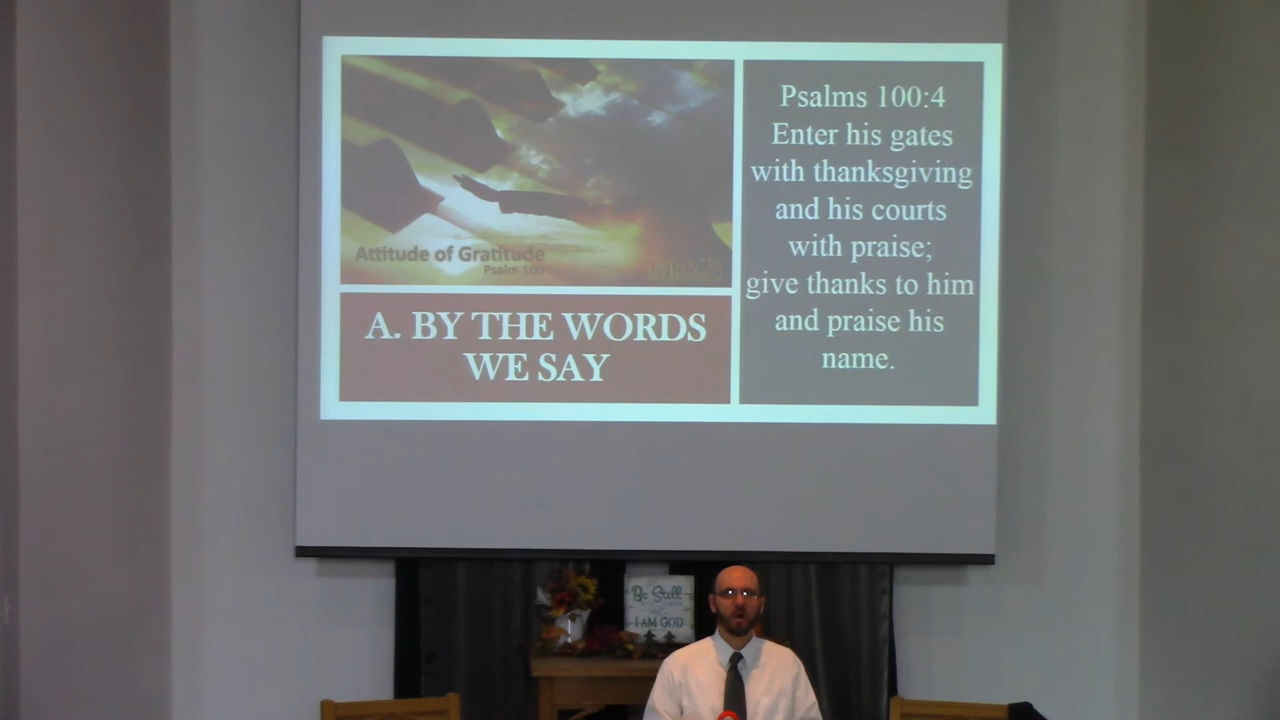 Attitude of Gratitude
Psalm 100
A. BY THE WORDS
WE SAY
Psalms 100:4
Enter his gates
with thanksgiving
and his courts
with praise;
give thanks to him
and praise his
name.
Be Still
I AM GOD